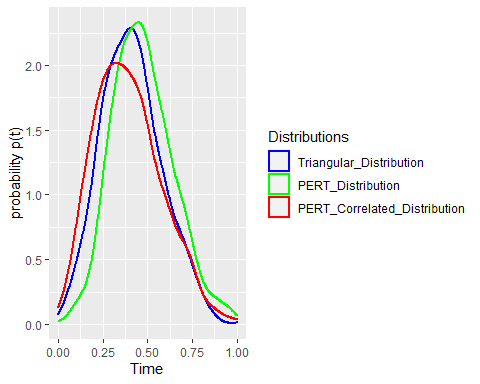 probability p(t)
2.0
1.5
1.0
0.5
0.0
0.00 0.25 0.50 0.75 1.00
Time
Distributions
Triangular_Distribution
PERT_Distribution
PERT_Correlated_Distribution